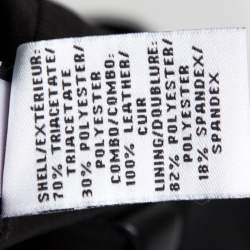 SHELL/EXTÉRIEUR:
70% TRIACETATE/
TRIACETATE
30% POLYESTER/
POLYESTER
COMBO/COMBO:
100% LEATHER/
CUIR
LINING/DOUBLURE:
82% POLYESTER/
POLYESTER
18% SPANDEX/
SPANDEX